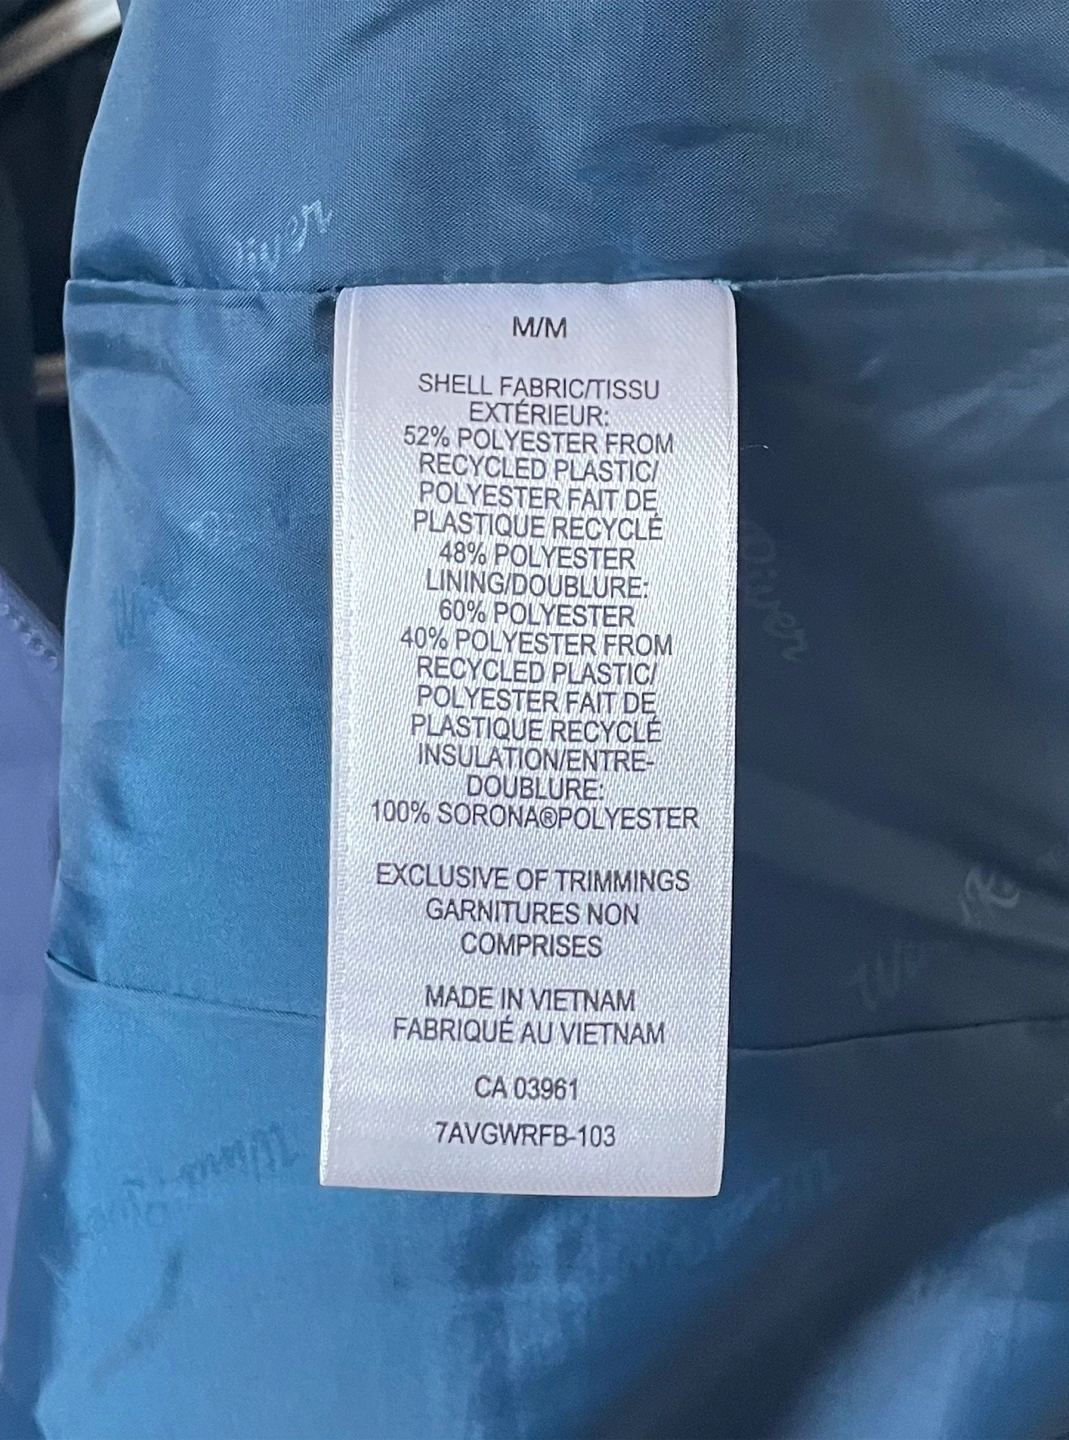 iver
M/M
SHELL FABRIC/TISSU
EXTÉRIEUR:
52% POLYESTER FROM
RECYCLED PLASTIC/
POLYESTER FAIT DE
PLASTIQUE RECYCLÉ
48% POLYESTER
LINING/DOUBLURE:
60% POLYESTER
40% POLYESTER FROM
RECYCLED PLASTIC/
POLYESTER FAIT DE
PLASTIQUE RECYCLÉ
INSULATION/ENTRE-
DOUBLURE:
100% SORONA®POLYESTER
EXCLUSIVE OF TRIMMINGS
GARNITURES NON
COMPRISES
MADE IN VIETNAM
FABRIQUÉ AU VIETNAM
CA 03961
7AVGWRFB-103